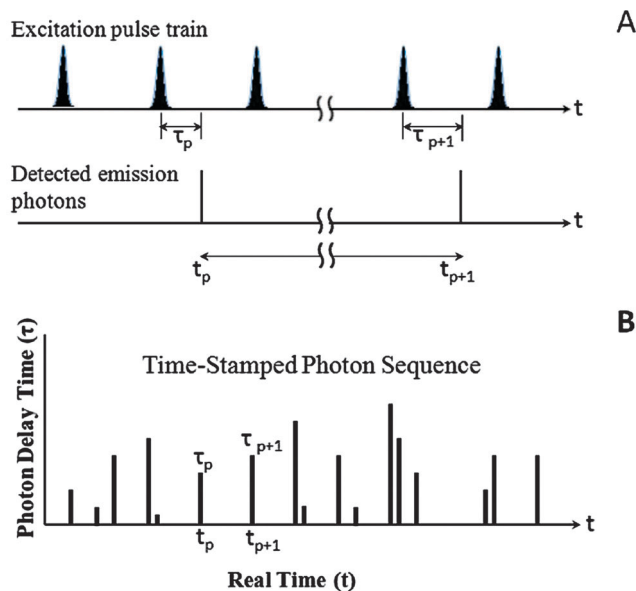 A
Excitation pulse train
t
τp
τp+1
Detected emission
photons
t
tp
tp+1
B
Photon Delay Time (τ)
Time-Stamped Photon Sequence
τp
τp+1
tp
tp+1
t
Real Time (t)